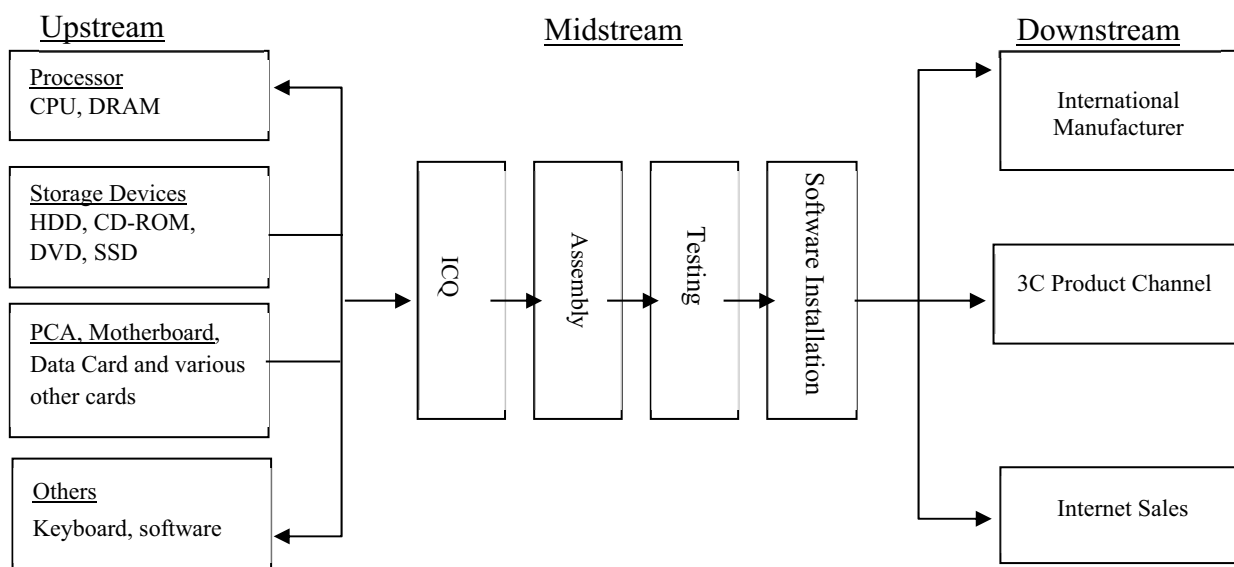 Upstream
Midstream
Downstream
Processor
CPU, DRAM
Storage Devices
HDD, CD-ROM,
DVD, SSD
PCA, Motherboard,
Data Card and various
other cards
Others
Keyboard, software
ICQ
Assembly
Testing
Software Installation
International
Manufacturer
3C Product Channel
Internet Sales